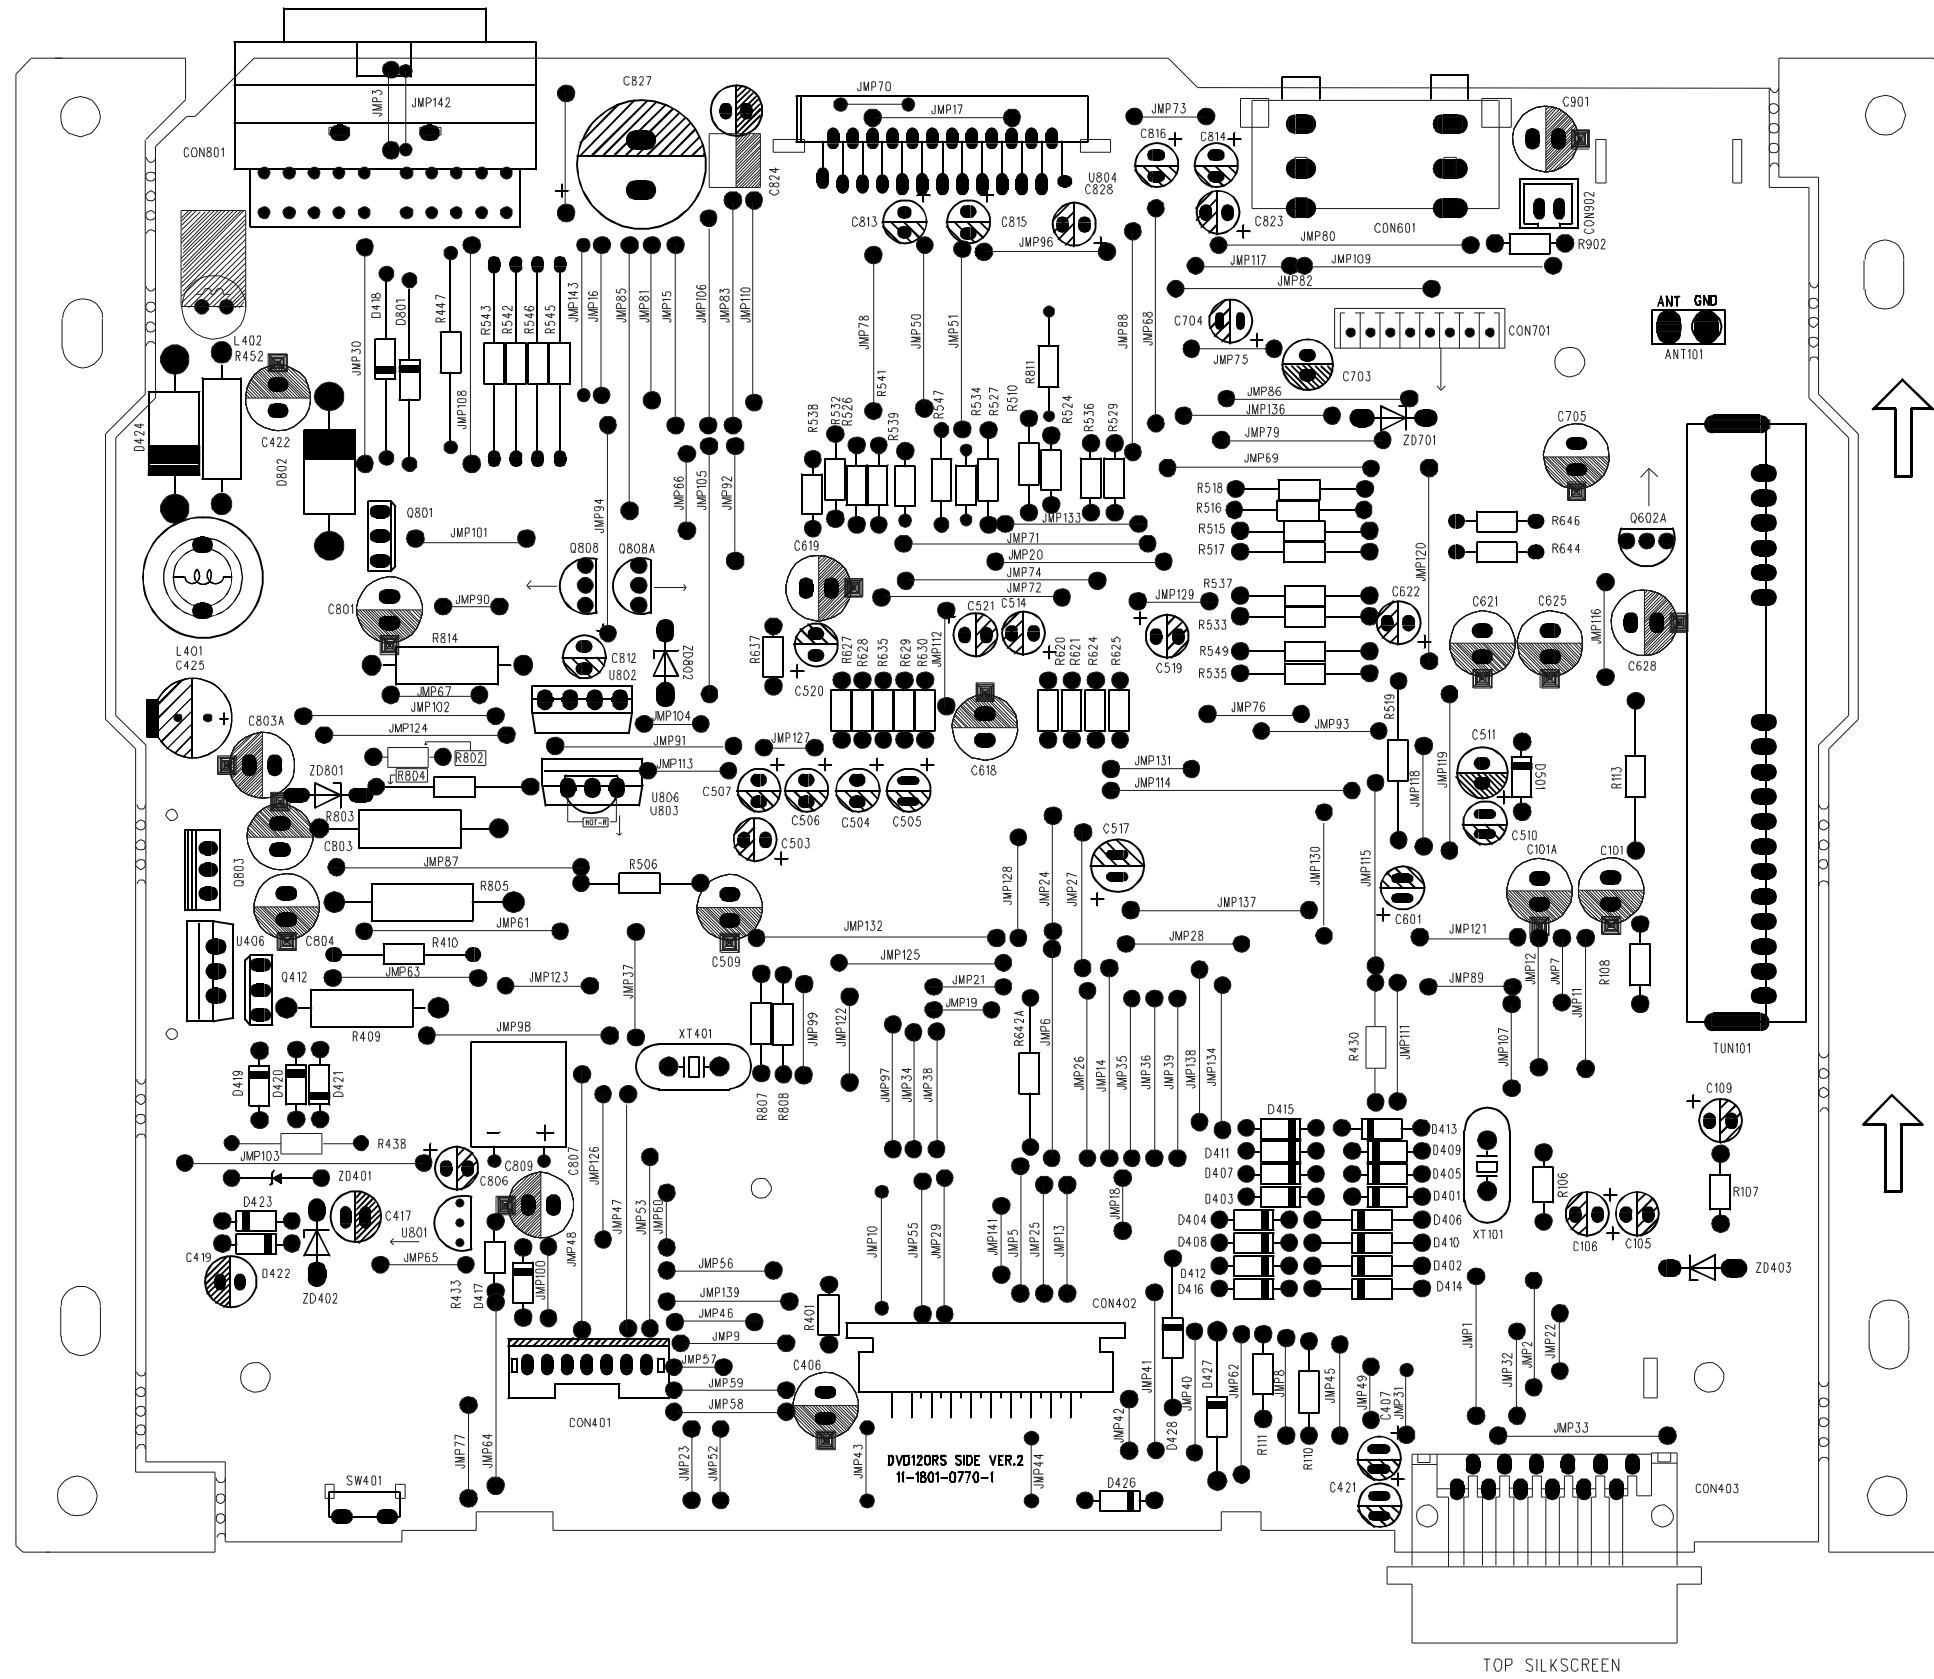 C827
JMP70
JMP17
JMP73
C901
JMP3
JMP142
C816
C814
CON801
C824
U804
C828
CON902
C813
C815
C823
CON601
JMP96
JMP80
R902
JMP117
JMP109
JMP82
D418
D801
R447
R543
R542
R546
R545
JMP143
JMP16
JMP85
JMP81
JMP15
JMP106
JMP83
JMP110
JMP78
JMP50
JMP51
JMP88
JMP68
C704
CON701
ANT GND
ANT101
L402
R452
JMP30
JMP108
JMP75
C703
R811
R541
R547
R534
R527
R510
R524
R536
R529
R538
R532
R526
R539
JMP86
JMP136
ZD701
JMP79
C705
D424
C422
D802
JMP69
JMP66
JMP105
JMP92
JMP94
R518
R516
R515
R517
Q801
JMP101
JMP133
JMP71
JMP20
JMP74
JMP72
JMP120
R646
R644
Q602A
Q808
Q808A
C619
C801
JMP90
R814
R537
R533
R549
R535
JMP129
C622
C621
C625
JMP116
C628
L401
C425
C812
U802
ZD802
R637
C520
R627
R628
R635
R629
R630
JMP112
C521
C514
R620
R621
R624
R625
C519
JMP67
JMP102
JMP124
JMP104
JMP91
JMP127
JMP76
JMP93
R519
C803A
R802
R804
ZD801
JMP113
C618
JMP131
JMP114
JMP118
JMP119
C511
D501
R113
R803
U806
U803
HOT-R
C507
C506
C504
C505
C503
C510
C803
Q803
JMP87
R506
C517
JMP128
JMP24
JMP27
JMP130
JMP115
C601
C101A
C101
R805
C804
JMP61
U406
R410
JMP63
Q412
JMP123
JMP37
C509
JMP132
JMP125
JMP21
JMP19
JMP137
JMP28
JMP121
JMP89
JMP12
JMP7
JMP11
R108
R409
JMP98
XT401
JMP99
JMP122
R642A
JMP6
R430
JMP111
JMP107
TUN101
D419
D420
D421
R807
R808
JMP97
JMP34
JMP38
JMP26
JMP14
JMP35
JMP36
JMP39
JMP138
JMP134
R438
JMP103
ZD401
C806
C809
C807
JMP126
D415
D411
D407
D403
D404
D408
D412
D416
D413
D409
D405
D401
D406
D410
D402
D414
C109
R106
R107
XT101
C106
C105
D423
C417
U801
C419
D422
ZD402
JMP65
R433
D417
JMP100
JMP48
JMP47
JMP53
JMP60
JMP10
JMP55
JMP29
JMP141
JMP5
JMP25
JMP13
JMP18
ZD403
JMP56
JMP139
JMP46
JMP9
JMP57
JMP59
JMP58
R401
CON402
C406
CON401
JMP41
JMP40
D427
JMP62
R111
JMP8
R110
JMP45
JMP49
C407
JMP31
JMP1
JMP32
JMP2
JMP22
JMP77
JMP64
JMP23
JMP52
JMP43
JMP44
JMP42
D428
JMP33
DVD120RS SIDE VER.2
11-1801-0770-1
SW401
D426
C421
CON403
TOP SILKSCREEN